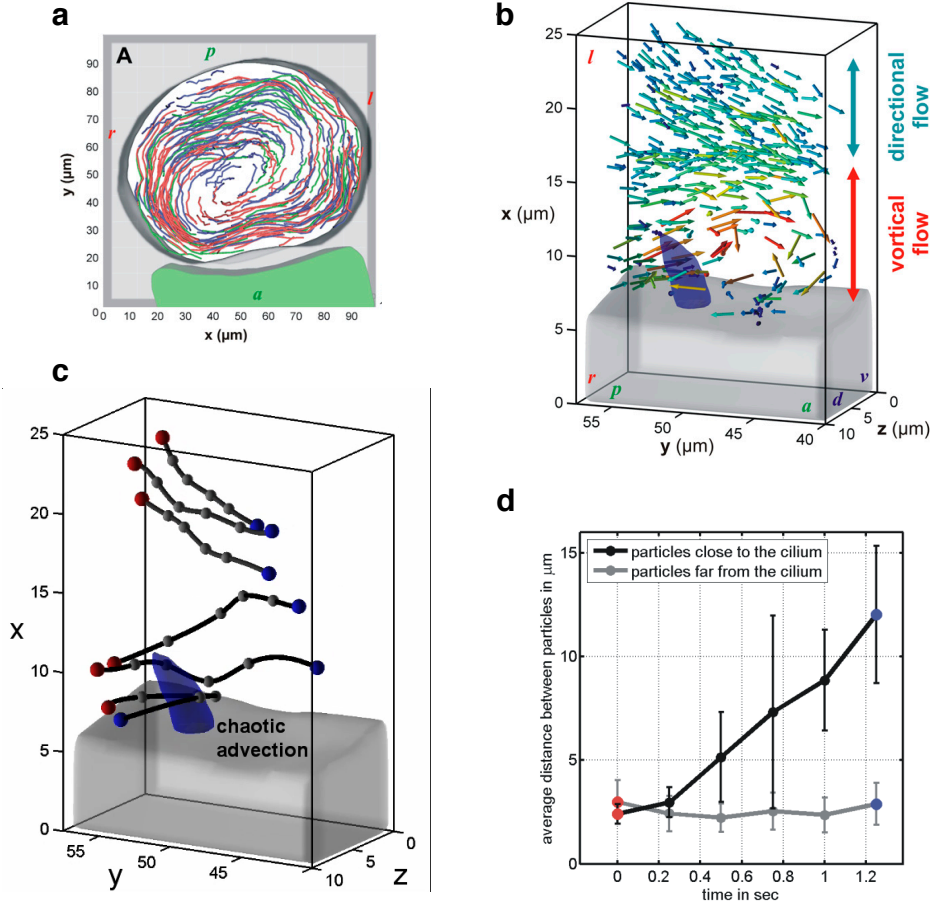 a
A
p
l
r
a
y (µm)
90
80
70
60
50
40
30
20
10
0
0 10 20 30 40 50 60 70 80 90
x (µm)
b
25
20
15
10
5
0
x (µm)
l
r
p
a
d
v
55 50 45 40
y (µm)
10 5 0
z (µm)
directional
flow
vortical
flow
c
25
20
15
10
5
0
X
chaotic
advection
55 50 45
y
10 5 0
z
d
particles close to the cilium
particles far from the cilium
average distance between particles in µm
15
10
5
0
0 0.2 0.4 0.6 0.8 1 1.2
time in sec